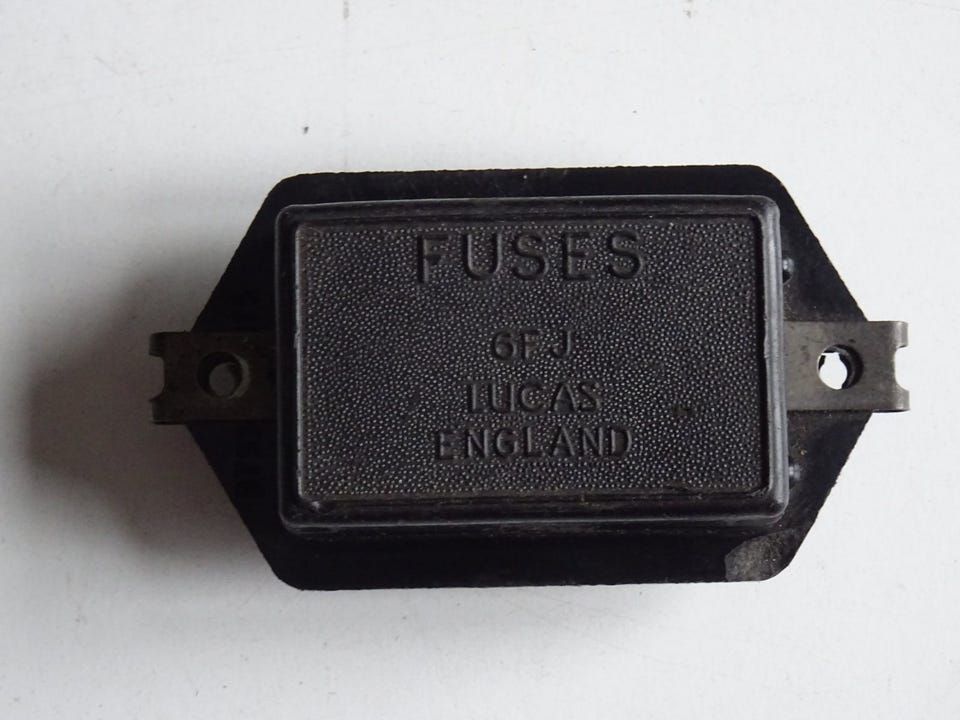 FUSES
6FJ
LUCAS
ENGLAND